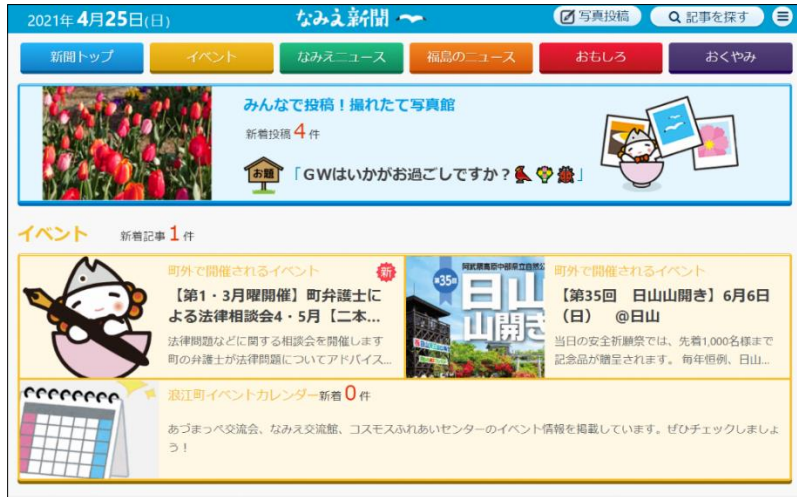 2021年 4月25日(日)
なみえ新聞
写真投稿
記事を探す
新聞トップ
イベント
なみえニュース
福島のニュース
おもしろ
おくやみ
みんなで投稿！撮れたて写真館
新着投稿 4 件
お題
「GWはいかがお過ごしですか？」
イベント 新着記事 1 件
町外で開催されるイベント
新
【第1・3月曜開催】町弁護士に
よる法律相談会4・5月【二本...
法律問題などに関する相談会を開催します
町の弁護士が法律問題についてアドバイス...
阿武隈高原中部県立自然公
第35回
日山
山開き
町外で開催されるイベント
【第35回 日山山開き】6月6日
（日） @日山
当日の安全祈願祭では、先着1,000名様まで
記念品が贈呈されます。 毎年恒例、日山...
浪江町イベントカレンダー新着 0 件
あづまっぺ交流会、なみえ交流館、コスモスふれあいセンターのイベント情報を掲載しています。ぜひチェックしましょ
う！